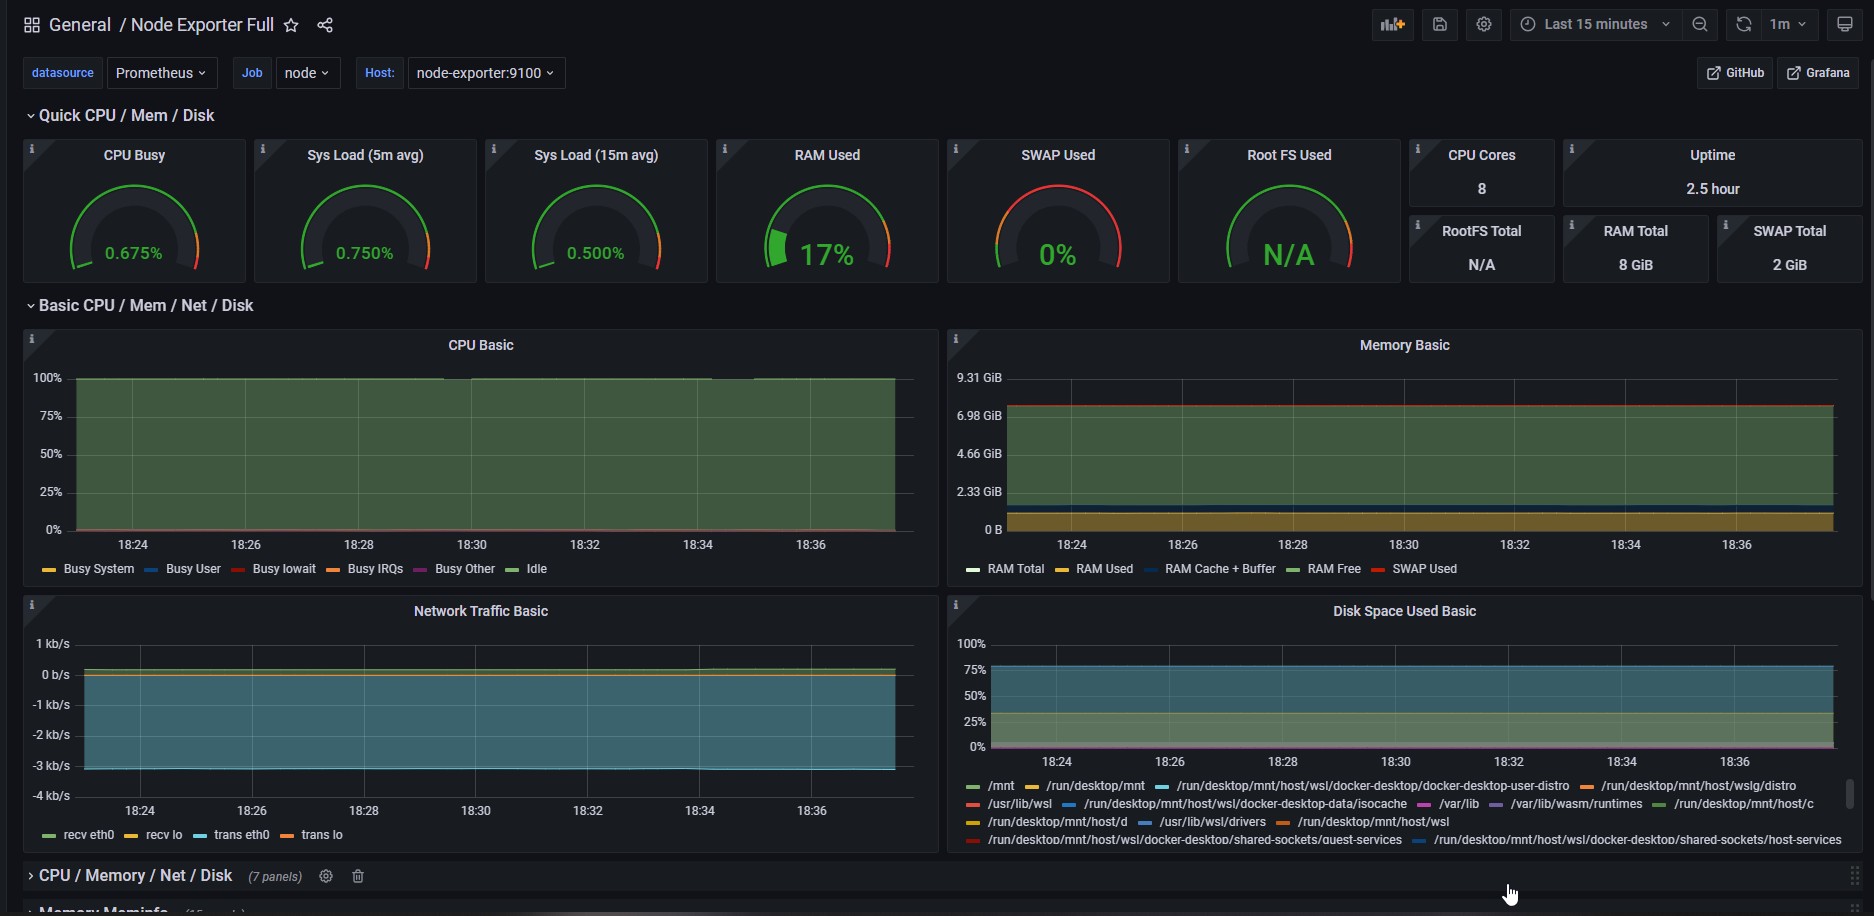 General / Node Exporter Full
Last 15 minutes
1m
datasource Prometheus Job node Host: node-exporter:9100
GitHub Grafana
Quick CPU / Mem / Disk
CPU Busy
0.675%
Sys Load (5m avg)
0.750%
Sys Load (15m avg)
0.500%
RAM Used
17%
SWAP Used
0%
Root FS Used
N/A
CPU Cores
8
Uptime
2.5 hour
RootFS Total
N/A
RAM Total
8 GiB
SWAP Total
2 GiB
Basic CPU / Mem / Net / Disk
CPU Basic
100%
75%
50%
25%
0%
18:24 18:26 18:28 18:30 18:32 18:34 18:36
Busy System Busy User Busy Iowait Busy IRQs Busy Other Idle
Memory Basic
9.31 GiB
6.98 GiB
4.66 GiB
2.33 GiB
0 B
18:24 18:26 18:28 18:30 18:32 18:34 18:36
RAM Total RAM Used RAM Cache + Buffer RAM Free SWAP Used
Network Traffic Basic
1 kb/s
0 b/s
-1 kb/s
-2 kb/s
-3 kb/s
-4 kb/s
18:24 18:26 18:28 18:30 18:32 18:34 18:36
recv eth0 recv lo trans eth0 trans lo
Disk Space Used Basic
100%
75%
50%
25%
0%
18:24 18:26 18:28 18:30 18:32 18:34 18:36
/mnt /run/desktop/mnt /run/desktop/mnt/host/wsl/docker-desktop/docker-desktop-user-distro /run/desktop/mnt/host/wslg/distro
/usr/lib/wsl /run/desktop/mnt/host/wsl/docker-desktop-data/isocache /var/lib /var/lib/wasm/runtimes /run/desktop/mnt/host/c
/run/desktop/mnt/host/d /usr/lib/wsl/drivers /run/desktop/mnt/host/wsl
/run/desktop/mnt/host/wsl/docker-desktop/shared-sockets/guest-services /run/desktop/mnt/host/wsl/docker-desktop/shared-sockets/host-services
CPU / Memory / Net / Disk (7 panels)
Memory Meminfo